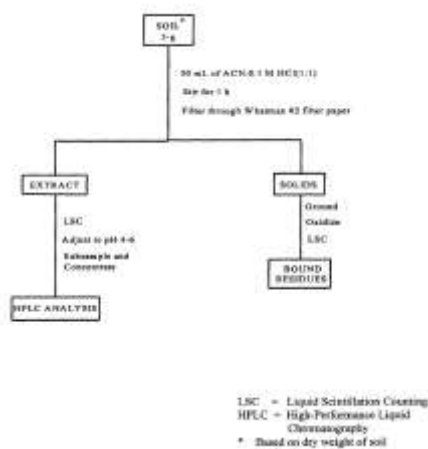 SOIL*
50 mL of ACN:0.1 M HCl(1:1)
Stir for 1 h
Filter through Whatman #2 filter paper
EXTRACT
SOLIDS
LSC
Adjust to pH 4-6
Subsample and
Concentrate
Ground
Oxidize
LSC
HPLC ANALYSIS
BOUND
RESIDUES
LSC = Liquid Scintillation Counting
HPLC = High-Performance Liquid
Chromatography
* Based on dry weight of soil